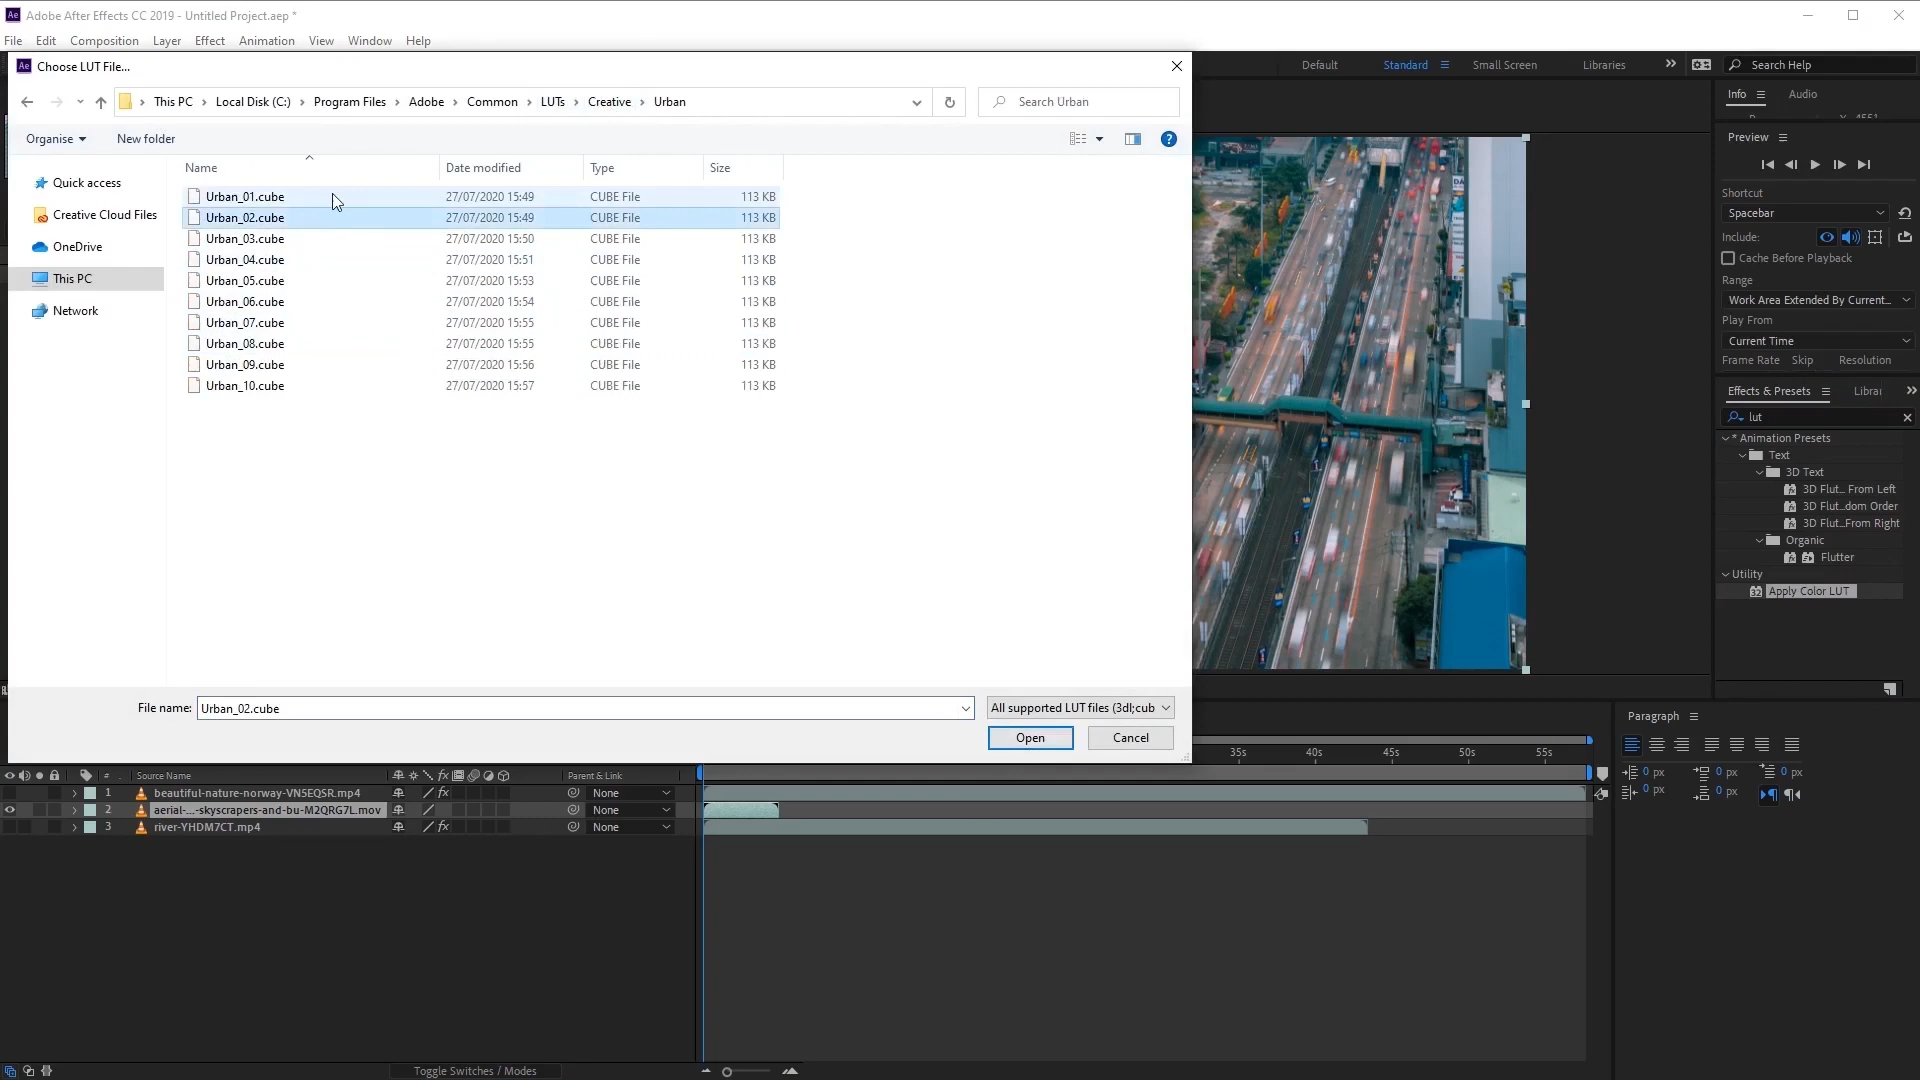 Adobe After Effects CC 2019 - Untitled Project.aep *
File Edit Composition Layer Effect Animation View Window Help
Default Standard Small Screen Libraries Search Help
Choose LUT File...
This PC Local Disk (C:) Program Files Adobe Common LUTs Creative Urban
Search Urban
Organise New folder
Name Date modified Type Size
Urban_01.cube 27/07/2020 15:49 CUBE File 113 KB
Urban_02.cube 27/07/2020 15:49 CUBE File 113 KB
Urban_03.cube 27/07/2020 15:50 CUBE File 113 KB
Urban_04.cube 27/07/2020 15:51 CUBE File 113 KB
Urban_05.cube 27/07/2020 15:53 CUBE File 113 KB
Urban_06.cube 27/07/2020 15:54 CUBE File 113 KB
Urban_07.cube 27/07/2020 15:55 CUBE File 113 KB
Urban_08.cube 27/07/2020 15:55 CUBE File 113 KB
Urban_09.cube 27/07/2020 15:56 CUBE File 113 KB
Urban_10.cube 27/07/2020 15:57 CUBE File 113 KB
Quick access
Creative Cloud Files
OneDrive
This PC
Network
File name: Urban_02.cube All supported LUT files (3dl;cub
Open Cancel
Info Audio
Preview
Shortcut
Spacebar
Include:
Cache Before Playback
Range
Work Area Extended By Current...
Play From
Current Time
Frame Rate Skip Resolution
Effects & Presets Librar
lut
* Animation Presets
Text
3D Text
3D Flut... From Left
3D Flut...dom Order
3D Flut...From Right
Organic
Flutter
Utility
32 Apply Color LUT
Paragraph
0 px 0 px 0 px
0 px 0 px
35s 40s 45s 50s 55s
# Source Name Parent & Link
1 beautiful-nature-norway-VN5EQSR.mp4 fx None
2 aerial-...-skyscrapers-and-bu-M2QRG7L.mov None
3 river-YHDM7CT.mp4 fx None
Toggle Switches / Modes